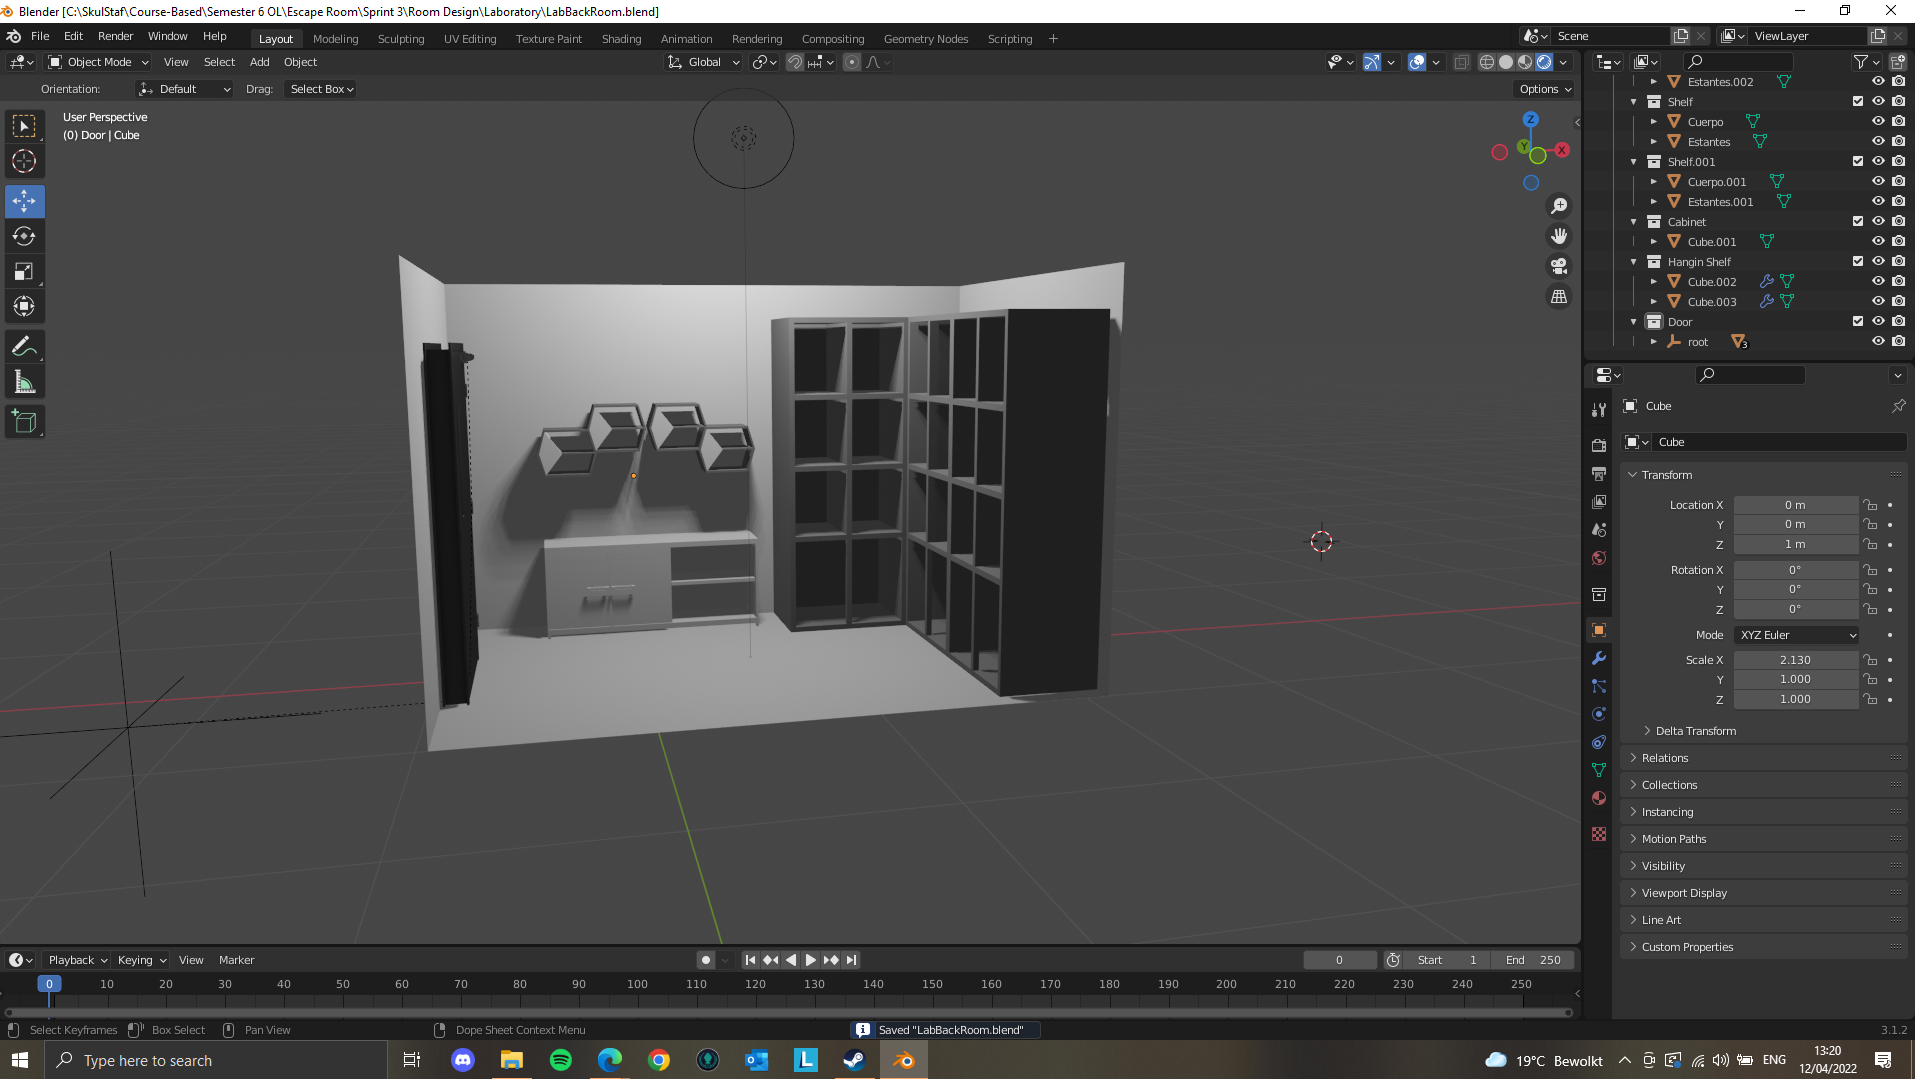 Blender [C:\SkulStaf\Course-Based\Semester 6 OL\Escape Room\Sprint 3\Room Design\Laboratory\LabBackRoom.blend]
File Edit Render Window Help Layout Modeling Sculpting UV Editing Texture Paint Shading Animation Rendering Compositing Geometry Nodes Scripting + Scene ViewLayer
Object Mode View Select Add Object Global
Orientation: Default Drag: Select Box Options
User Perspective
(0) Door | Cube
Z
Y
X
Estantes.002
Shelf
Cuerpo
Estantes
Shelf.001
Cuerpo.001
Estantes.001
Cabinet
Cube.001
Hangin Shelf
Cube.002
Cube.003
Door
root 3
Cube
Cube
Transform
Location X 0 m
Y 0 m
Z 1 m
Rotation X 0°
Y 0°
Z 0°
Mode XYZ Euler
Scale X 2.130
Y 1.000
Z 1.000
Delta Transform
Relations
Collections
Instancing
Motion Paths
Visibility
Viewport Display
Line Art
Custom Properties
Playback Keying View Marker 0 Start 1 End 250
0 10 20 30 40 50 60 70 80 90 100 110 120 130 140 150 160 170 180 190 200 210 220 230 240 250
Select Keyframes Box Select Pan View Dope Sheet Context Menu Saved "LabBackRoom.blend" 3.1.2
Type here to search L 19°C Bewolkt ENG 13:20
12/04/2022